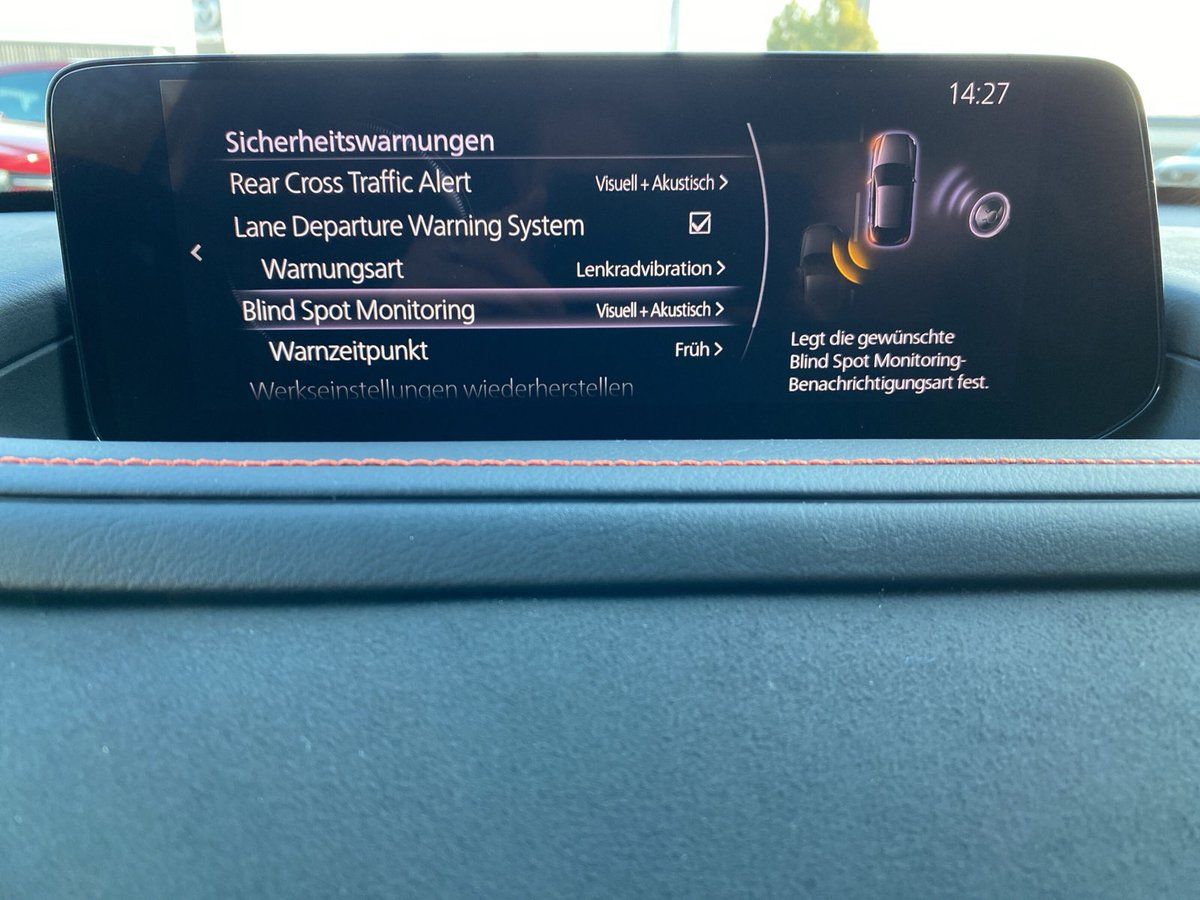 14:27
Sicherheitswarnungen
Rear Cross Traffic Alert Visuell + Akustisch >
Lane Departure Warning System
<
Warnungsart Lenkradvibration >
Blind Spot Monitoring Visuell + Akustisch >
Warnzeitpunkt Früh >
Werkseinstellungen wiederherstellen
Legt die gewünschte
Blind Spot Monitoring-
Benachrichtigungsart fest.